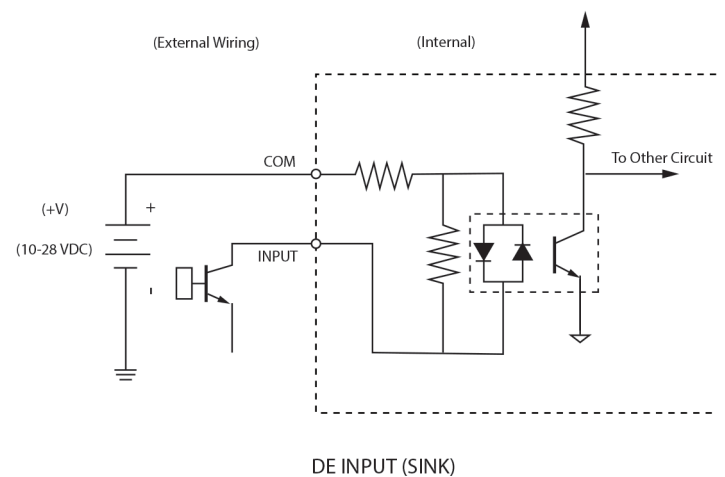 (External Wiring)
(Internal)
COM
To Other Circuit
(+V)
+
(10-28 VDC)
INPUT
-
DE INPUT (SINK)